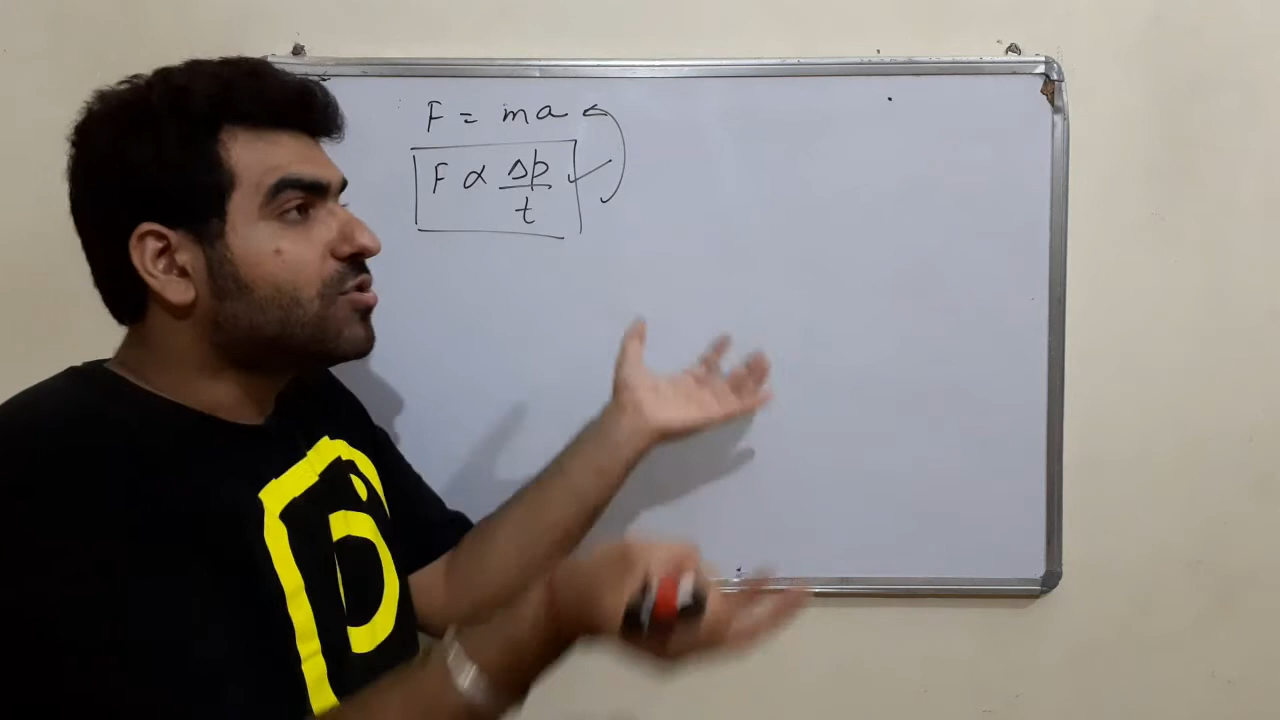 F = ma
F ∝ Δp
t